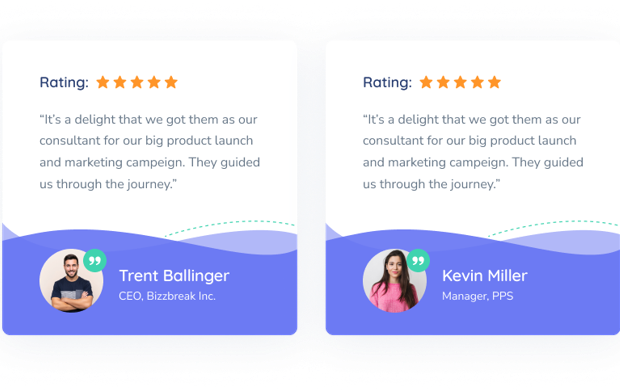 Rating:
“It’s a delight that we got them as our
consultant for our big product launch
and marketing campaign. They guided
us through the journey.”
Trent Ballinger
CEO, Bizzbreak Inc.
Rating:
“It’s a delight that we got them as our
consultant for our big product launch
and marketing campaign. They guided
us through the journey.”
Kevin Miller
Manager, PPS